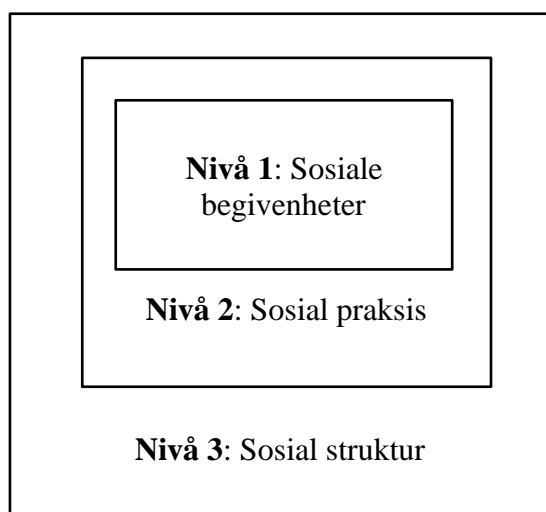 Nivå 1: Sosiale
begivenheter
Nivå 2: Sosial praksis
Nivå 3: Sosial struktur